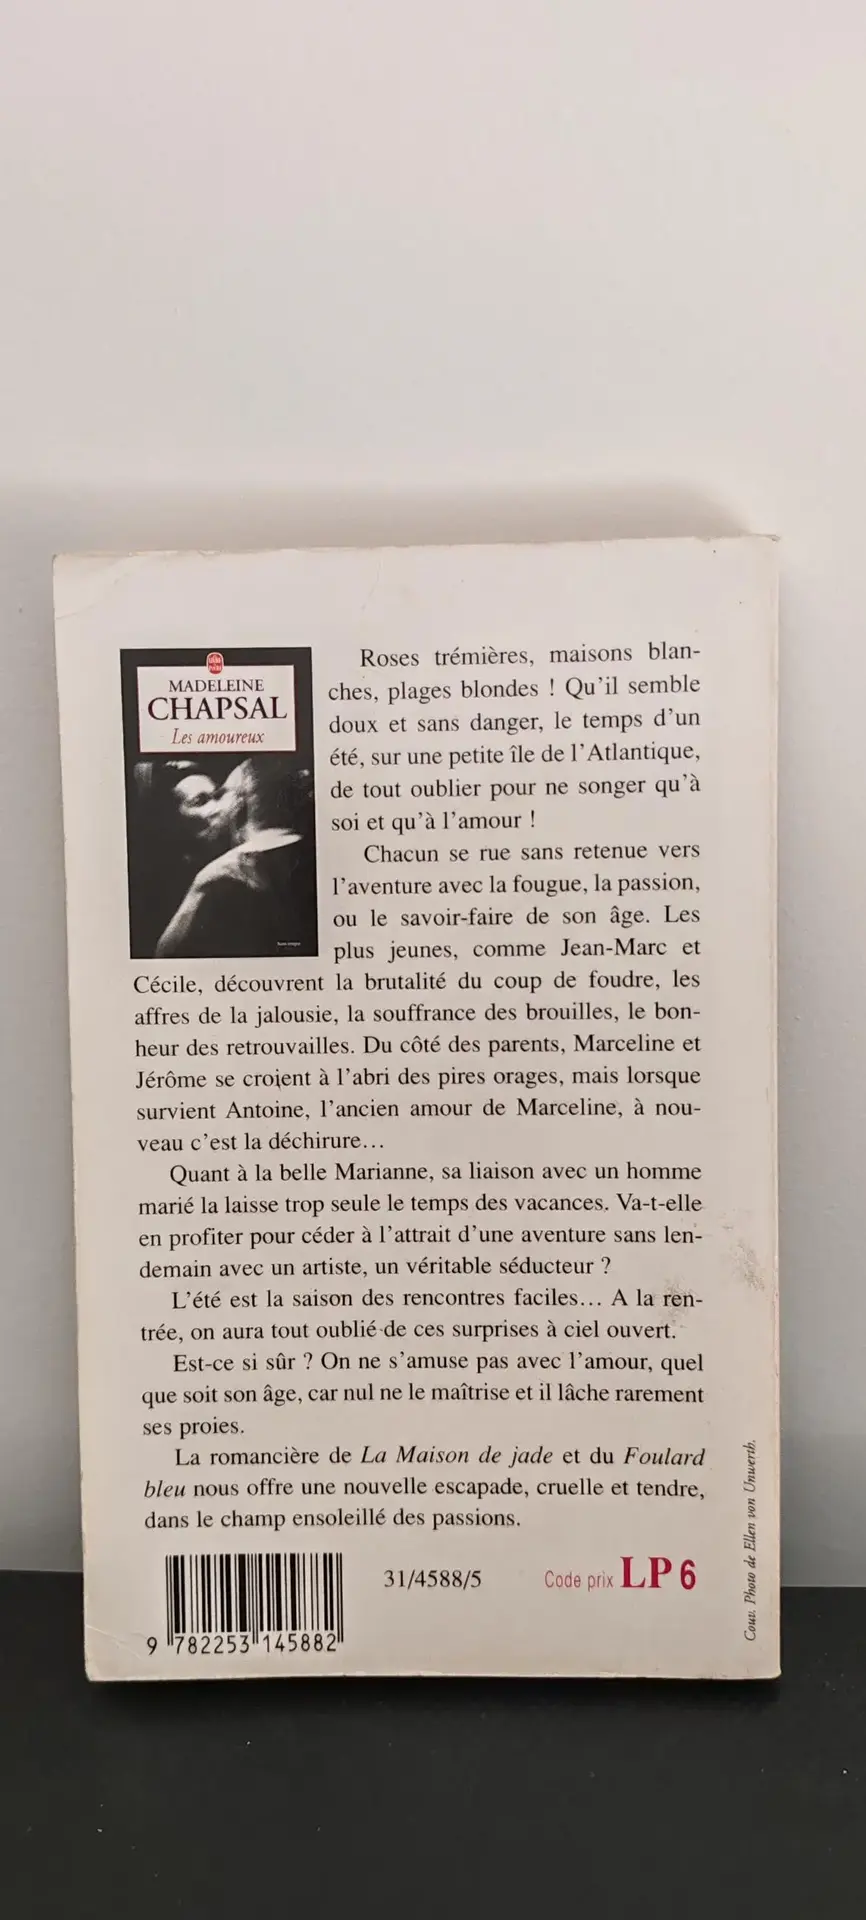 MADELEINE
CHAPSAL
Les amoureux
Roses trémières, maisons blan-
ches, plages blondes ! Qu'il semble
doux et sans danger, le temps d'un
été, sur une petite île de l'Atlantique,
de tout oublier pour ne songer qu'à
soi et qu'à l'amour !
Chacun se rue sans retenue vers
l'aventure avec la fougue, la passion,
ou le savoir-faire de son âge. Les
plus jeunes, comme Jean-Marc et
Cécile, découvrent la brutalité du coup de foudre, les
affres de la jalousie, la souffrance des brouilles, le bon-
heur des retrouvailles. Du côté des parents, Marceline et
Jérôme se croient à l'abri des pires orages, mais lorsque
survient Antoine, l'ancien amour de Marceline, à nou-
veau c'est la déchirure...
Quant à la belle Marianne, sa liaison avec un homme
marié la laisse trop seule le temps des vacances. Va-t-elle
en profiter pour céder à l'attrait d'une aventure sans len-
demain avec un artiste, un véritable séducteur ?
L'été est la saison des rencontres faciles... A la ren-
trée, on aura tout oublié de ces surprises à ciel ouvert.
Est-ce si sûr ? On ne s'amuse pas avec l'amour, quel
que soit son âge, car nul ne le maîtrise et il lâche rarement
ses proies.
La romancière de La Maison de jade et du Foulard
bleu nous offre une nouvelle escapade, cruelle et tendre,
dans le champ ensoleillé des passions.
31/4588/5
Code prix LP 6
9 782253 145882
Couv. Photo de Ellen von Unwerth.